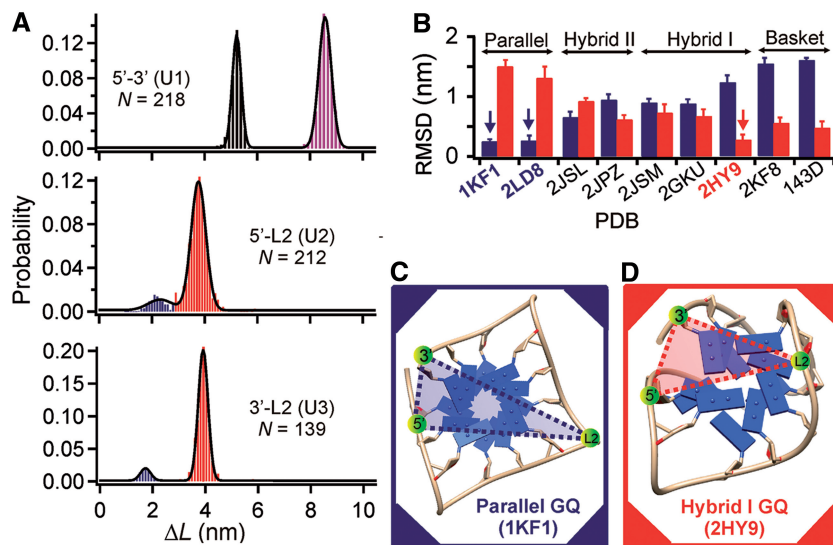 A
0.12
0.08
0.04
0.00
5'-3' (U1)
N = 218
0.12
0.08
0.04
0.00
5'-L2 (U2)
N = 212
0.20
0.15
0.10
0.05
0.00
3'-L2 (U3)
N = 139
0 2 4 6 8 10
Probability
ΔL (nm)
B
Parallel Hybrid II Hybrid I Basket
2
1
0
RMSD (nm)
1KF1 2LD8 2JSL 2JPZ 2JSM 2GKU 2HY9 2KF8 143D
PDB
C
3'
5'
L2
Parallel GQ
(1KF1)
D
3'
5'
L2
Hybrid I GQ
(2HY9)